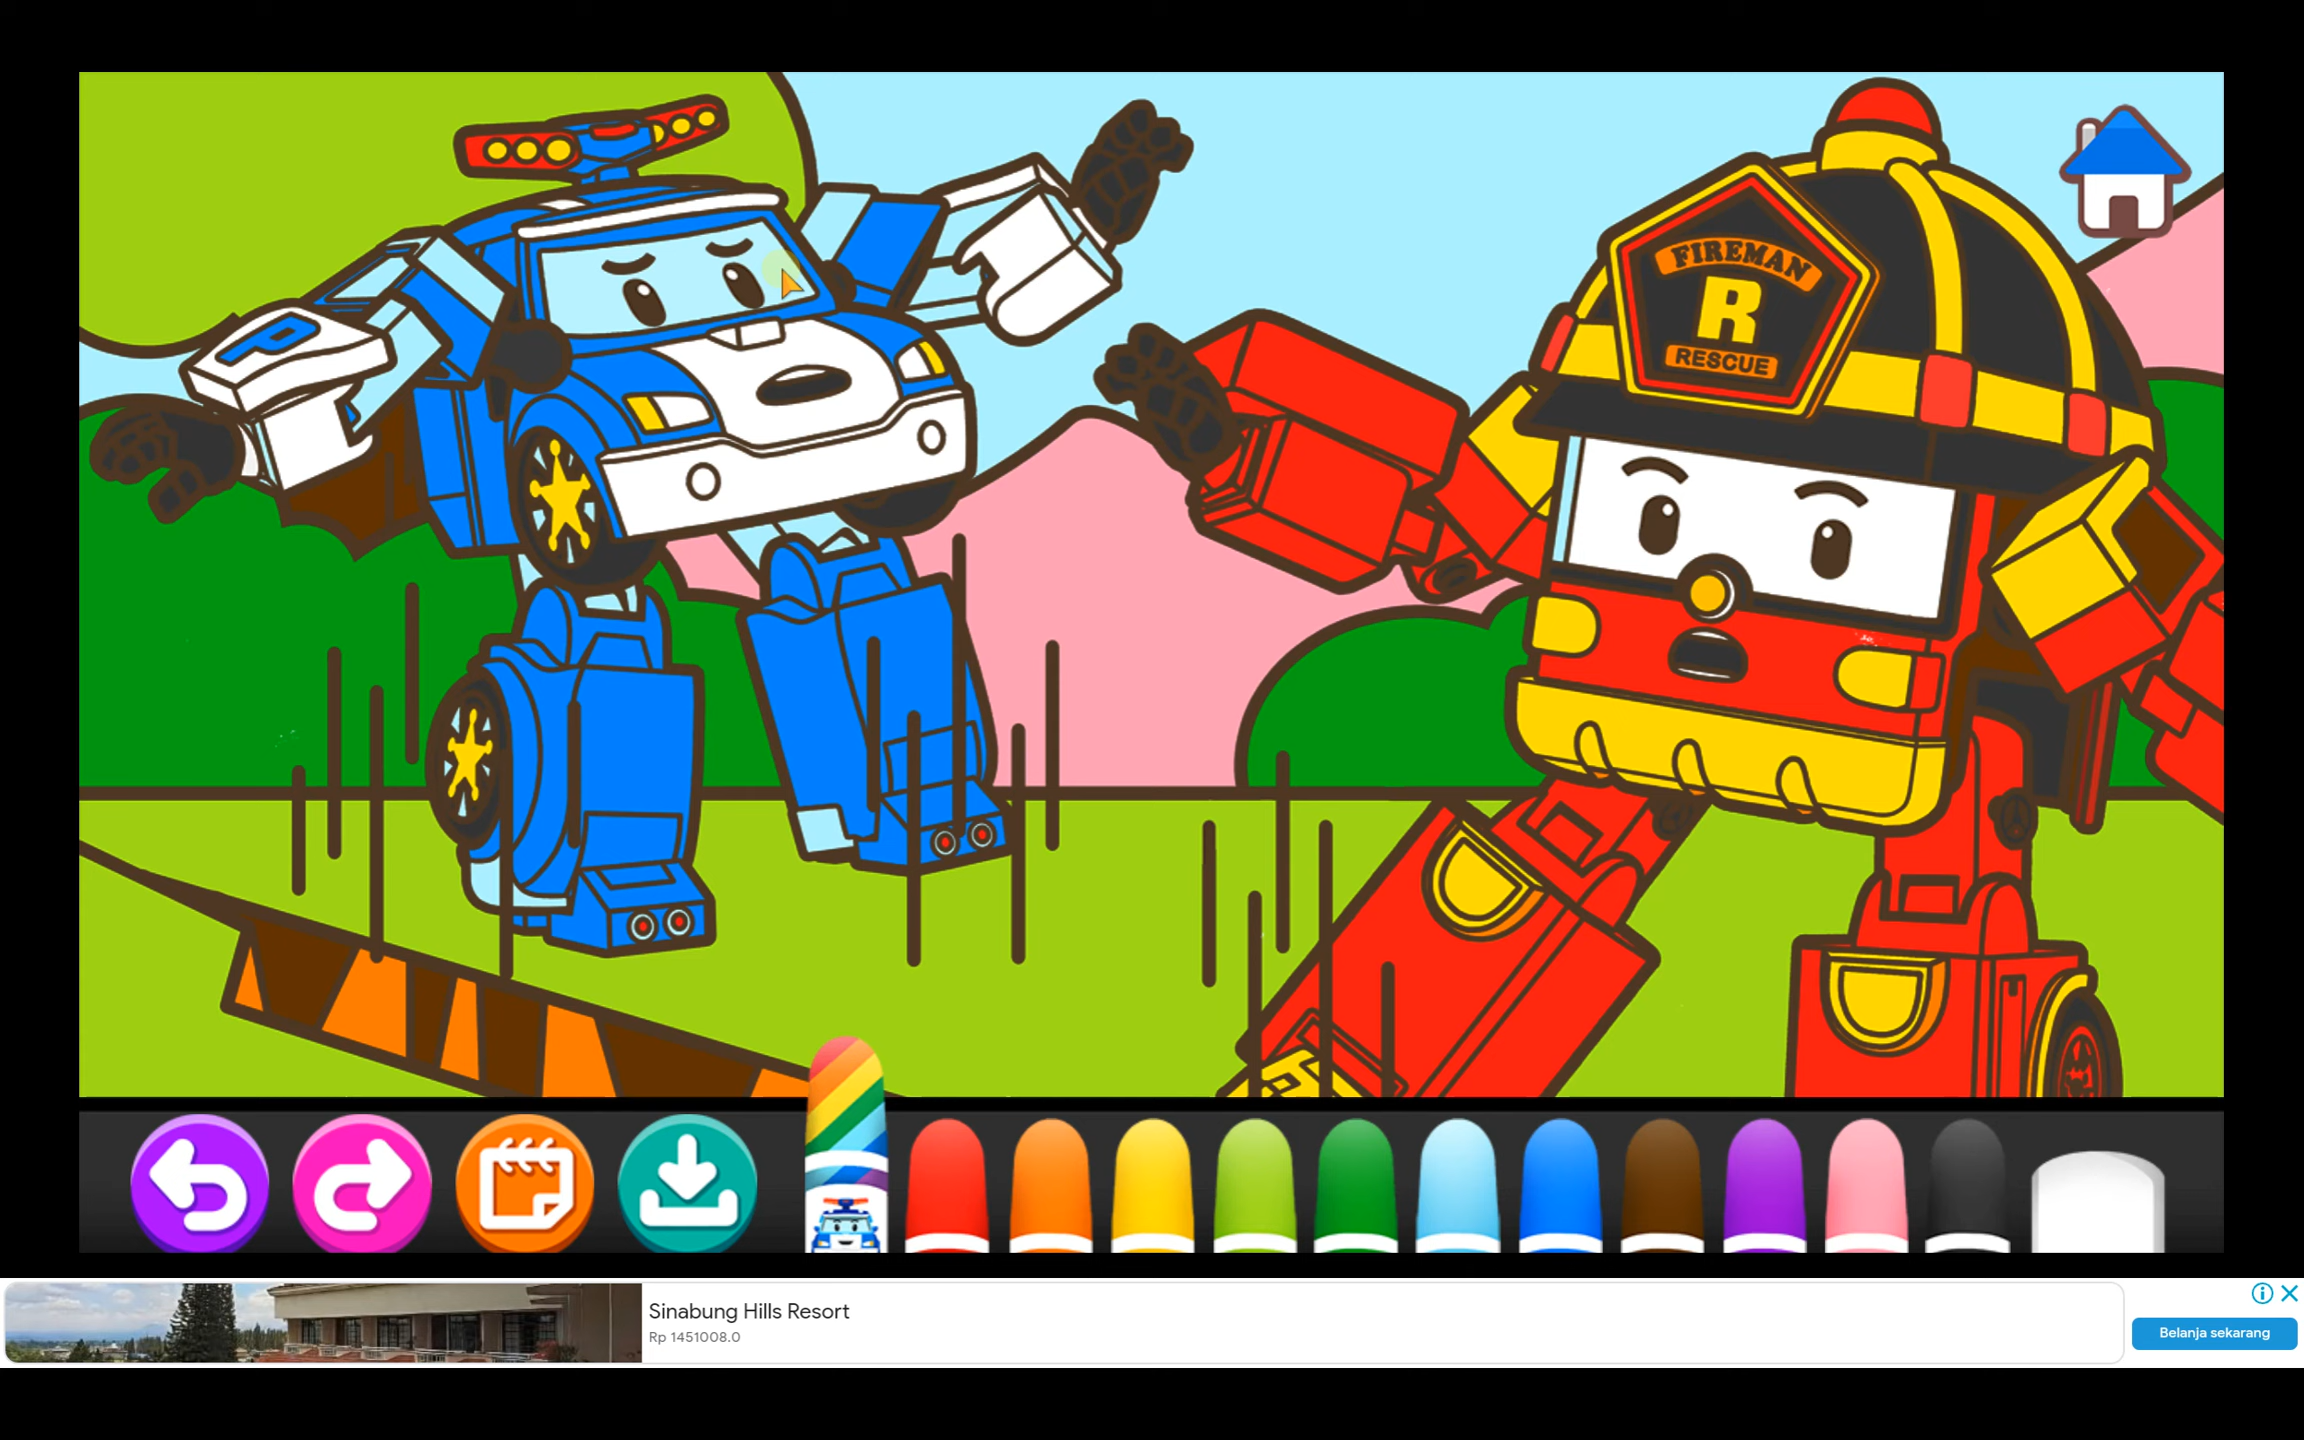 P
FIREMAN
R
RESCUE
Sinabung Hills Resort
Rp 1451008.0
Belanja sekarang